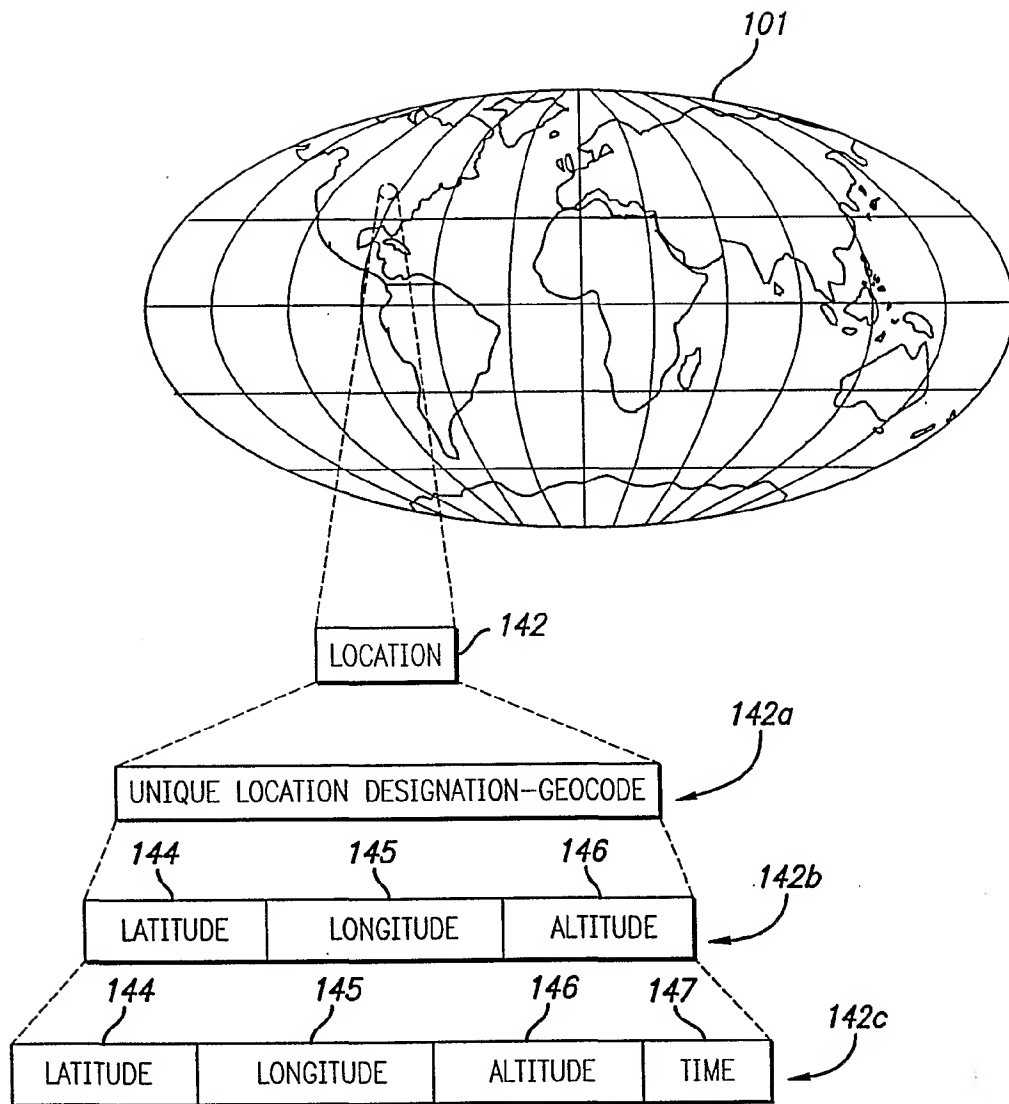 101
LOCATION 142
142a
UNIQUE LOCATION DESIGNATION-GEOCODE
144 145 146
142b
LATITUDE LONGITUDE ALTITUDE
144 145 146 147
142c
LATITUDE LONGITUDE ALTITUDE TIME